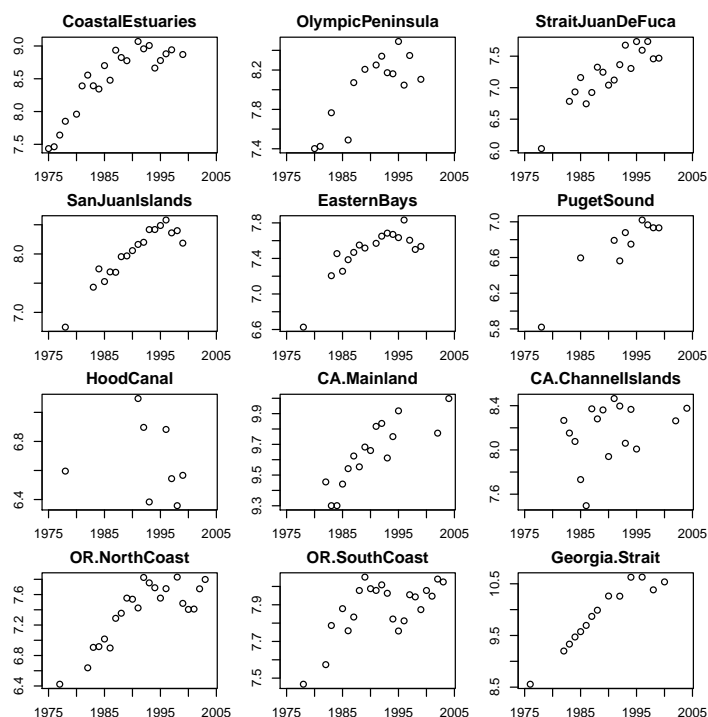 CoastalEstuaries
7.5 8.0 8.5 9.0
1975 1985 1995 2005
OlympicPeninsula
7.4 7.8 8.2
1975 1985 1995 2005
StraitJuanDeFuca
6.0 6.5 7.0 7.5
1975 1985 1995 2005
SanJuanIslands
7.0 8.0
1975 1985 1995 2005
EasternBays
6.6 7.0 7.4 7.8
1975 1985 1995 2005
PugetSound
5.8 6.2 6.6 7.0
1975 1985 1995 2005
HoodCanal
6.4 6.8
1975 1985 1995 2005
CA.Mainland
9.3 9.5 9.7 9.9
1975 1985 1995 2005
CA.ChannelIslands
7.6 8.0 8.4
1975 1985 1995 2005
OR.NorthCoast
6.4 6.8 7.2 7.6
1975 1985 1995 2005
OR.SouthCoast
7.5 7.7 7.9
1975 1985 1995 2005
Georgia.Strait
8.5 9.5 10.5
1975 1985 1995 2005